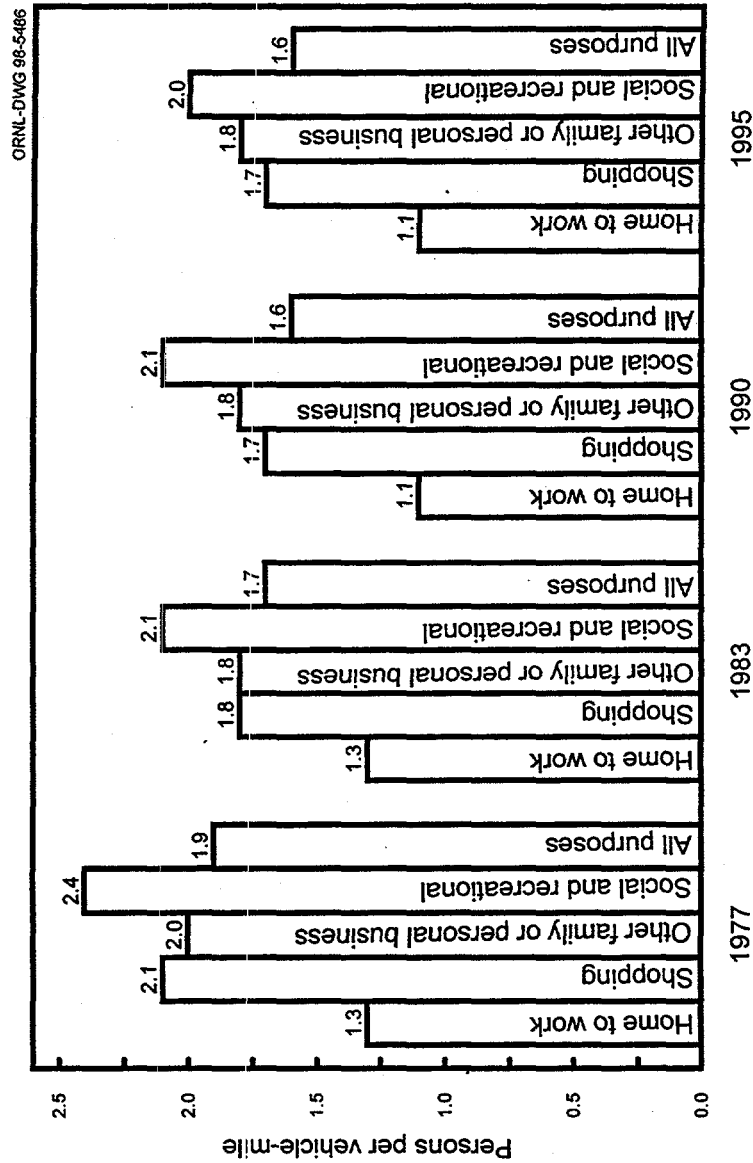 ORNL-DWG 98-5486
Persons per vehicle-mile
2.5
2.0
1.5
1.0
0.5
0.0
1.3
Home to work
2.1
Shopping
2.0
Other family or personal business
2.4
Social and recreational
1.9
All purposes
1977
1.3
Home to work
1.8
Shopping
1.8
Other family or personal business
2.1
Social and recreational
1.7
All purposes
1983
1.1
Home to work
1.7
Shopping
1.8
Other family or personal business
2.1
Social and recreational
1.6
All purposes
1990
1.1
Home to work
1.7
Shopping
1.8
Other family or personal business
2.0
Social and recreational
1.6
All purposes
1995